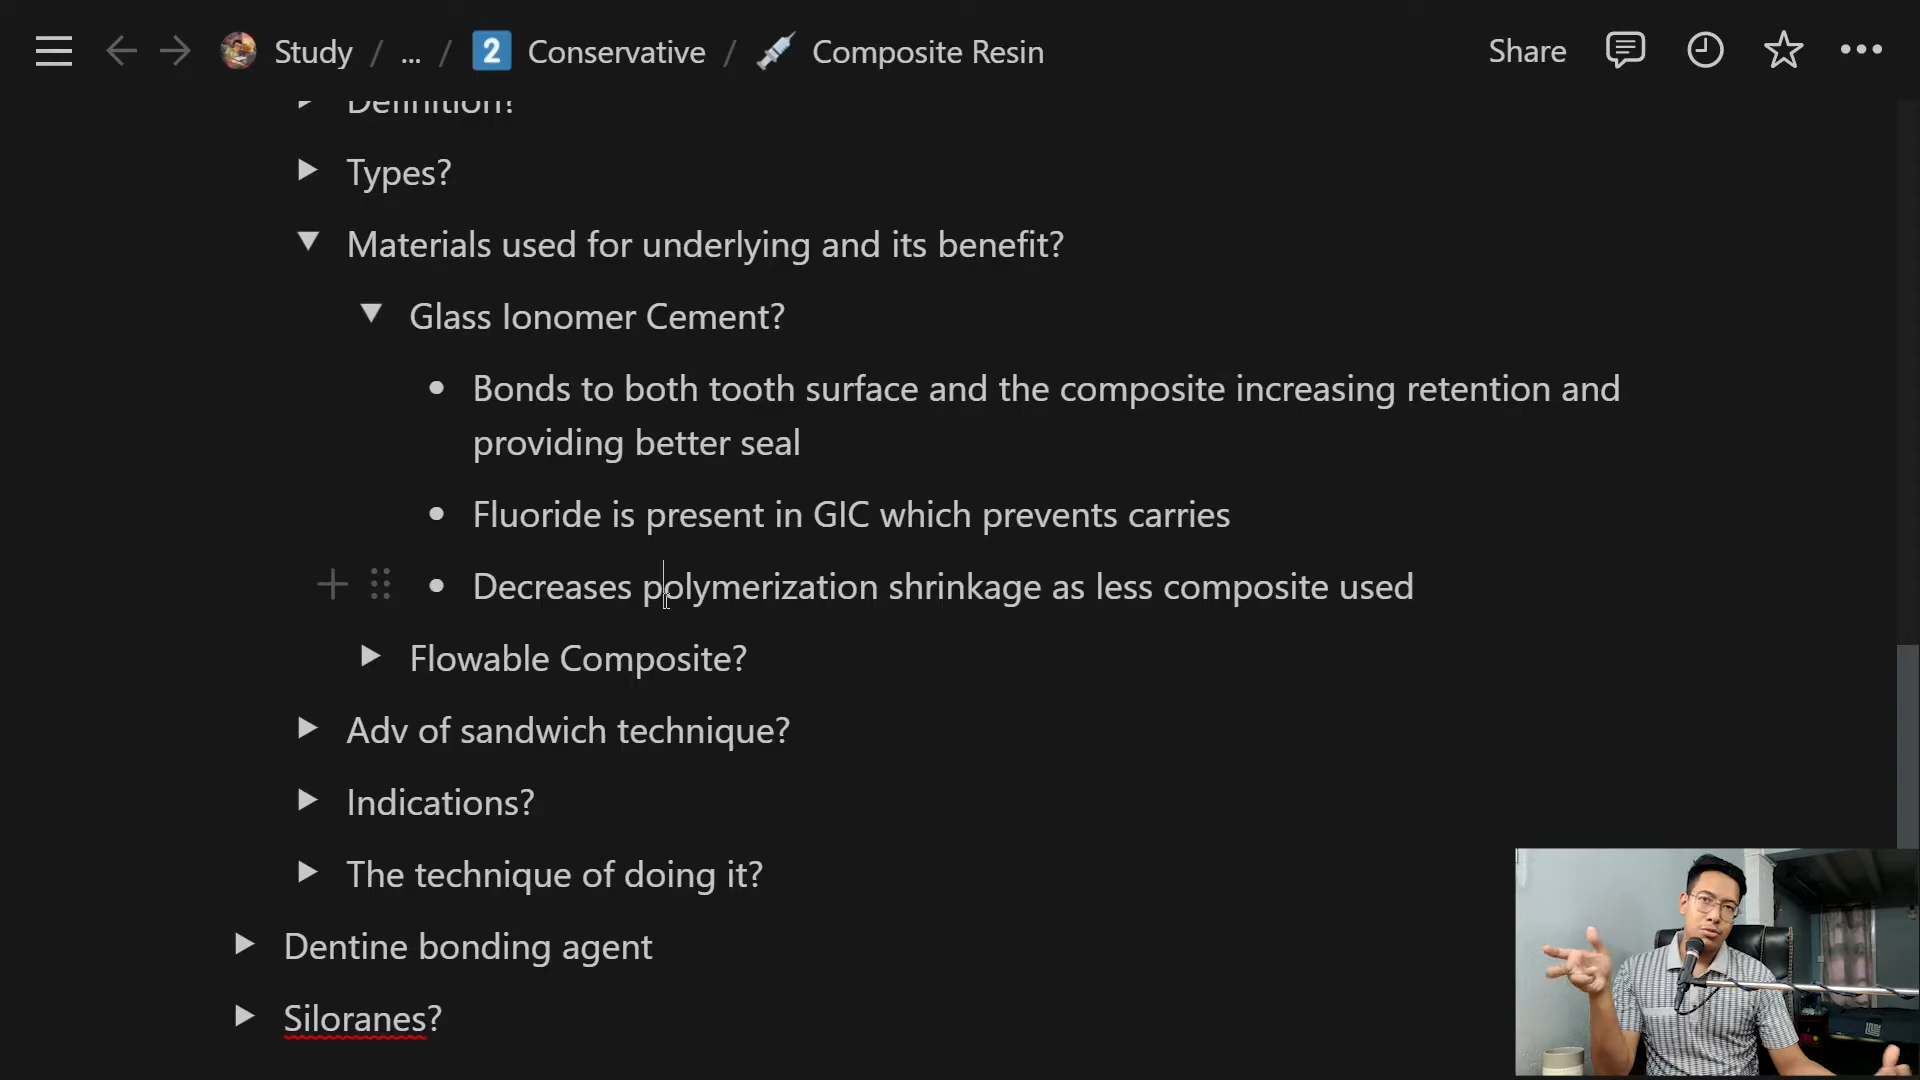 Study / ... / 2 Conservative / Composite Resin
Share
Definition?
Types?
Materials used for underlying and its benefit?
Glass Ionomer Cement?
Bonds to both tooth surface and the composite increasing retention and
providing better seal
Fluoride is present in GIC which prevents carries
Decreases polymerization shrinkage as less composite used
Flowable Composite?
Adv of sandwich technique?
Indications?
The technique of doing it?
Dentine bonding agent
Siloranes?